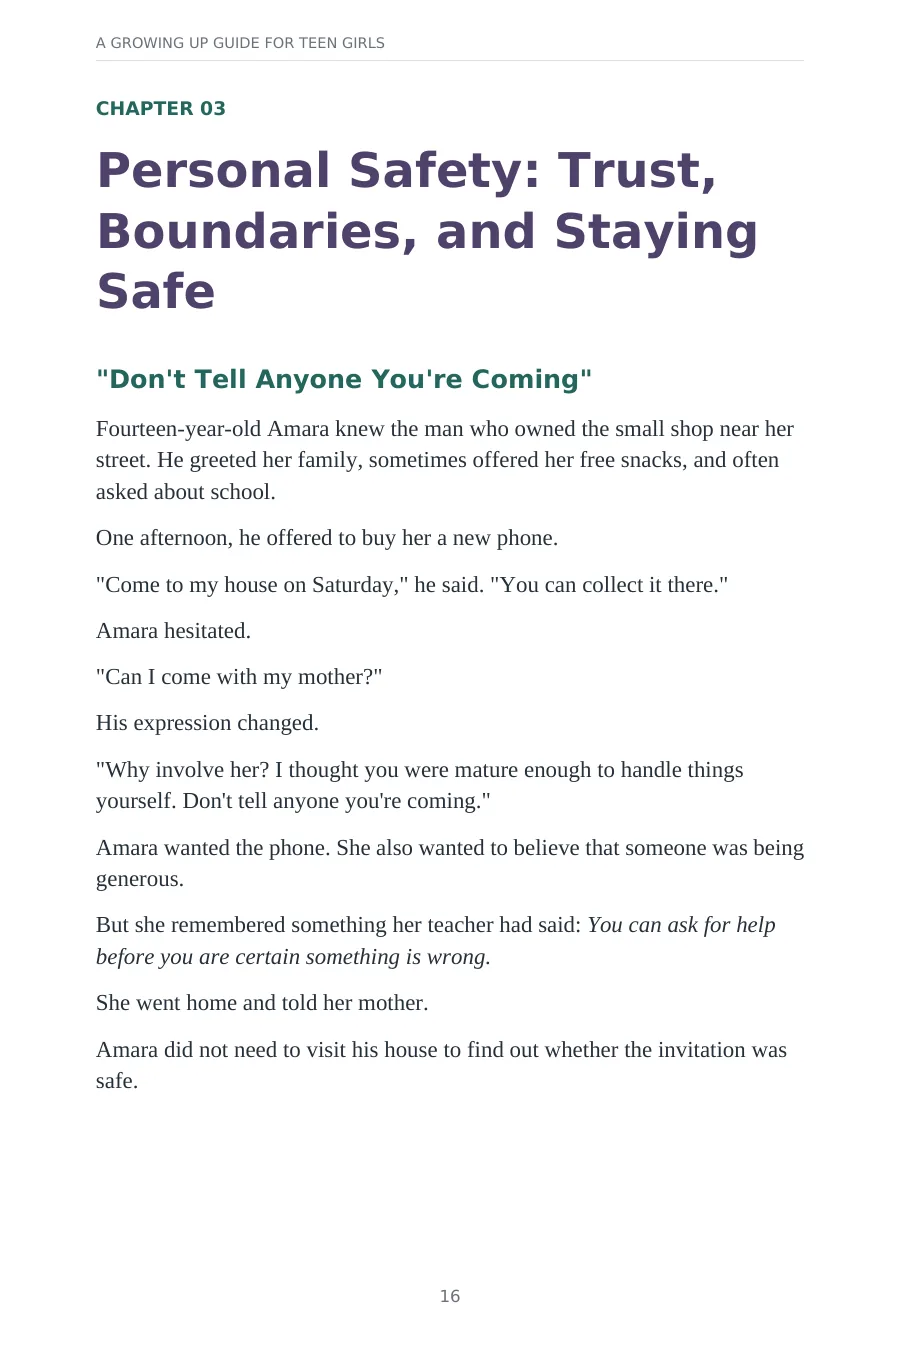 A GROWING UP GUIDE FOR TEEN GIRLS
CHAPTER 03
Personal Safety: Trust,
Boundaries, and Staying
Safe
"Don't Tell Anyone You're Coming"
Fourteen-year-old Amara knew the man who owned the small shop near her
street. He greeted her family, sometimes offered her free snacks, and often
asked about school.
One afternoon, he offered to buy her a new phone.
"Come to my house on Saturday," he said. "You can collect it there."
Amara hesitated.
"Can I come with my mother?"
His expression changed.
"Why involve her? I thought you were mature enough to handle things
yourself. Don't tell anyone you're coming."
Amara wanted the phone. She also wanted to believe that someone was being
generous.
But she remembered something her teacher had said: You can ask for help
before you are certain something is wrong.
She went home and told her mother.
Amara did not need to visit his house to find out whether the invitation was
safe.
16